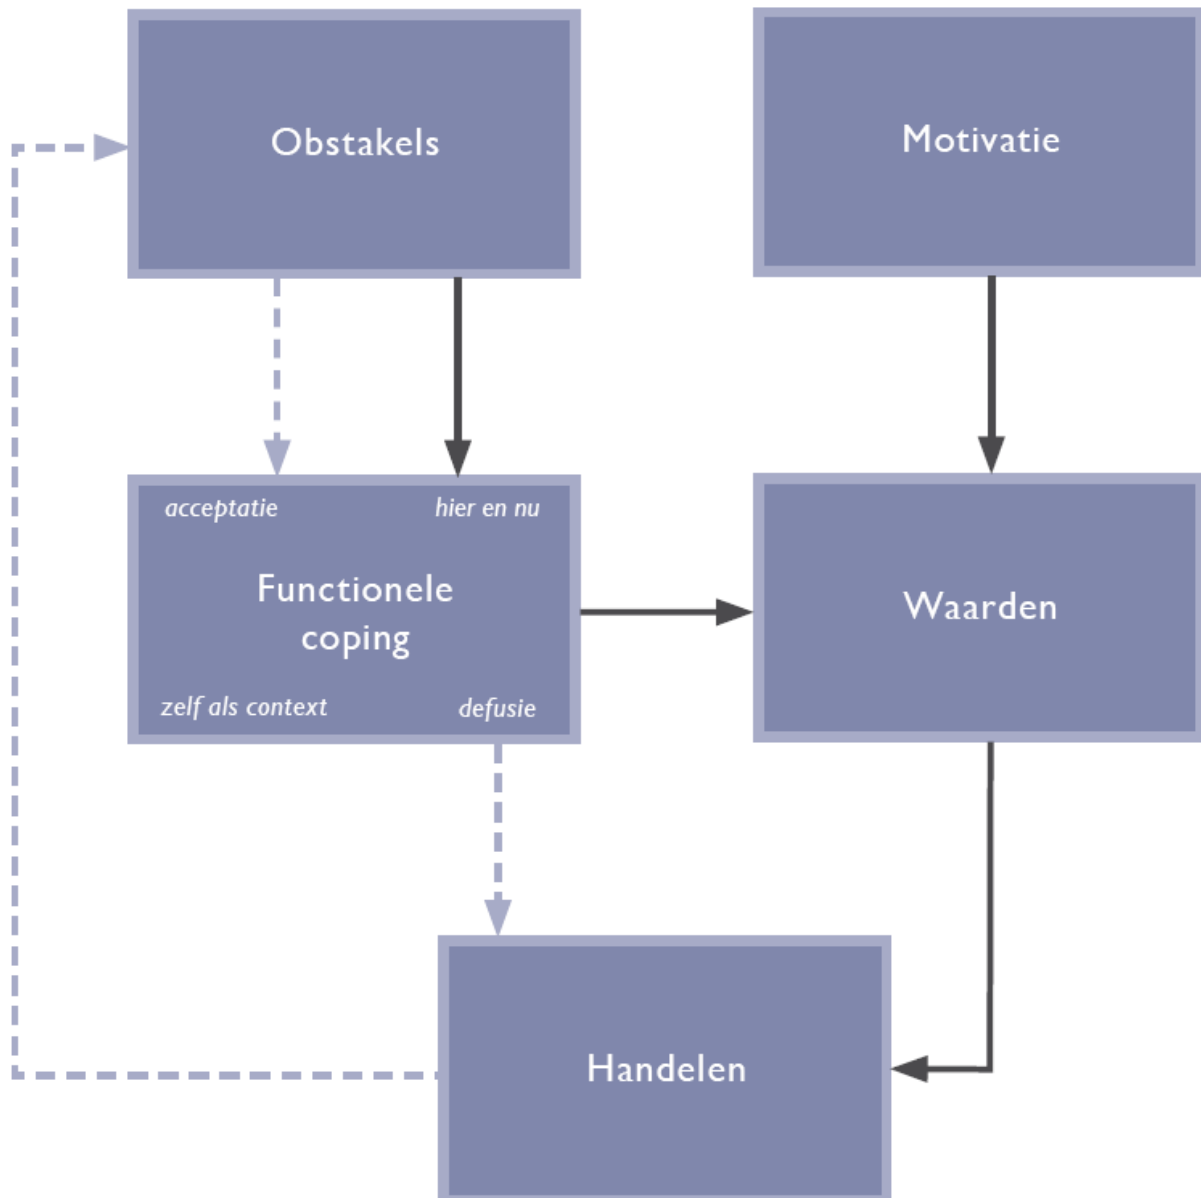 Obstakels
Motivatie
acceptatie
hier en nu
Functionele
coping
zelf als context
defusie
Waarden
Handelen